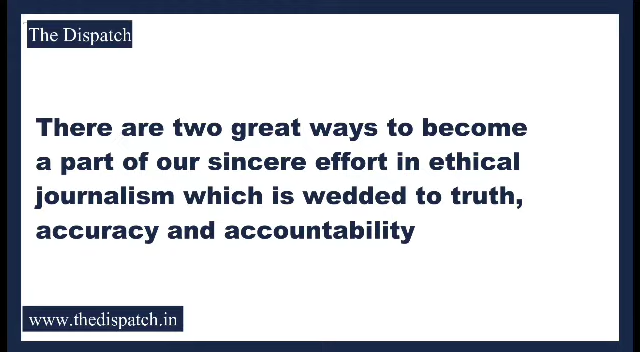 The Dispatch
There are two great ways to become
a part of our sincere effort in ethical
journalism which is wedded to truth,
accuracy and accountability
www.thedispatch.in